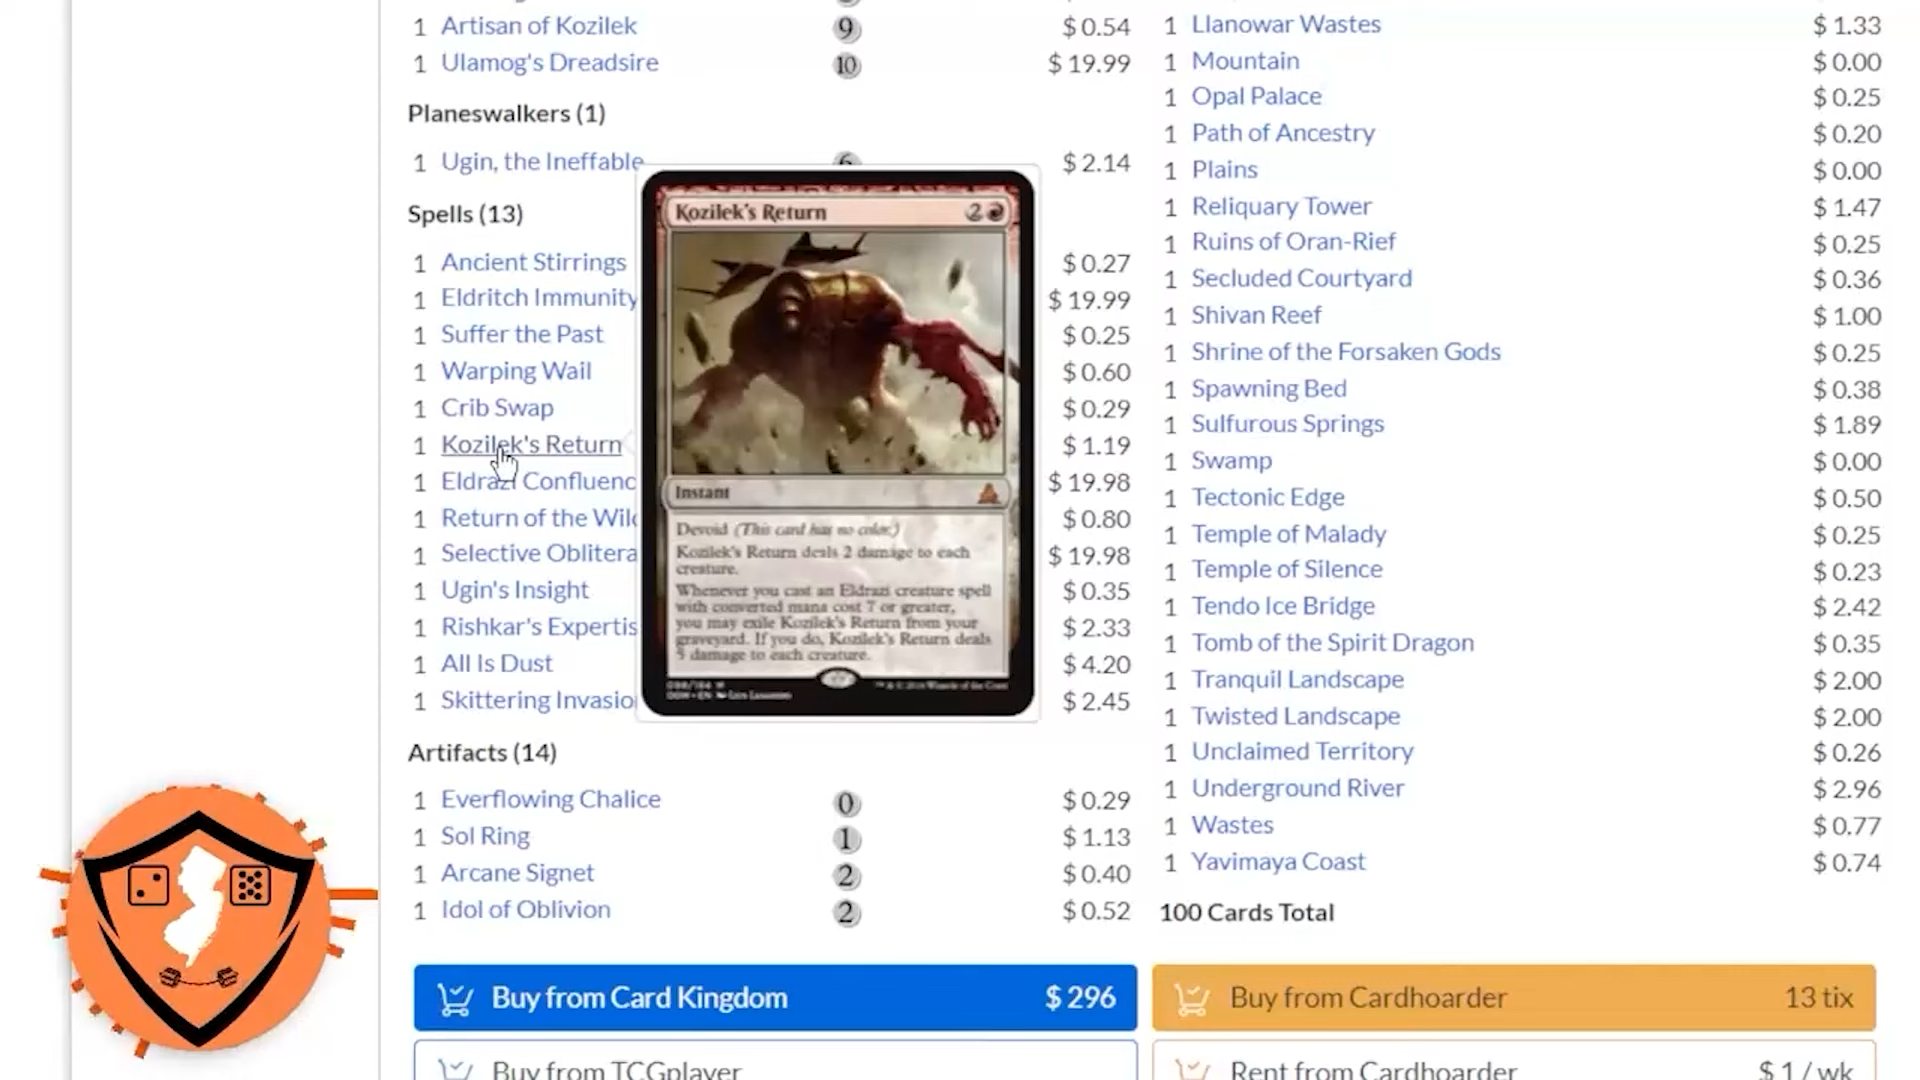 1 Artisan of Kozilek 9 $ 0.54
1 Ulamog's Dreadsire 10 $ 19.99
Planeswalkers (1)
1 Ugin, the Ineffable 6 $ 2.14
Spells (13)
1 Ancient Stirrings $ 0.27
1 Eldritch Immunity $ 19.99
1 Suffer the Past $ 0.25
1 Warping Wail $ 0.60
1 Crib Swap $ 0.29
1 Kozilek's Return $ 1.19
1 Eldrazi Confluenc $ 19.98
1 Return of the Wil $ 0.80
1 Selective Oblitera $ 19.98
1 Ugin's Insight $ 0.35
1 Rishkar's Expertis $ 2.33
1 All Is Dust $ 4.20
1 Skittering Invasio $ 2.45
Kozilek's Return 2
Instant
Devoid (This card has no color.)
Kozilek's Return deals 2 damage to each
creature.
Whenever you cast an Eldrazi creature spell
with converted mana cost 7 or greater,
you may exile Kozilek's Return from your
graveyard. If you do, Kozilek's Return deals
5 damage to each creature.
Artifacts (14)
1 Everflowing Chalice 0 $ 0.29
1 Sol Ring 1 $ 1.13
1 Arcane Signet 2 $ 0.40
1 Idol of Oblivion 2 $ 0.52
1 Llanowar Wastes $ 1.33
1 Mountain $ 0.00
1 Opal Palace $ 0.25
1 Path of Ancestry $ 0.20
1 Plains $ 0.00
1 Reliquary Tower $ 1.47
1 Ruins of Oran-Rief $ 0.25
1 Secluded Courtyard $ 0.36
1 Shivan Reef $ 1.00
1 Shrine of the Forsaken Gods $ 0.25
1 Spawning Bed $ 0.38
1 Sulfurous Springs $ 1.89
1 Swamp $ 0.00
1 Tectonic Edge $ 0.50
1 Temple of Malady $ 0.25
1 Temple of Silence $ 0.23
1 Tendo Ice Bridge $ 2.42
1 Tomb of the Spirit Dragon $ 0.35
1 Tranquil Landscape $ 2.00
1 Twisted Landscape $ 2.00
1 Unclaimed Territory $ 0.26
1 Underground River $ 2.96
1 Wastes $ 0.77
1 Yavimaya Coast $ 0.74
100 Cards Total
Buy from Card Kingdom $ 296
Buy from Cardhoarder 13 tix
Buy from TCGplayer
Rent from Cardhoarder $ 1 / wk